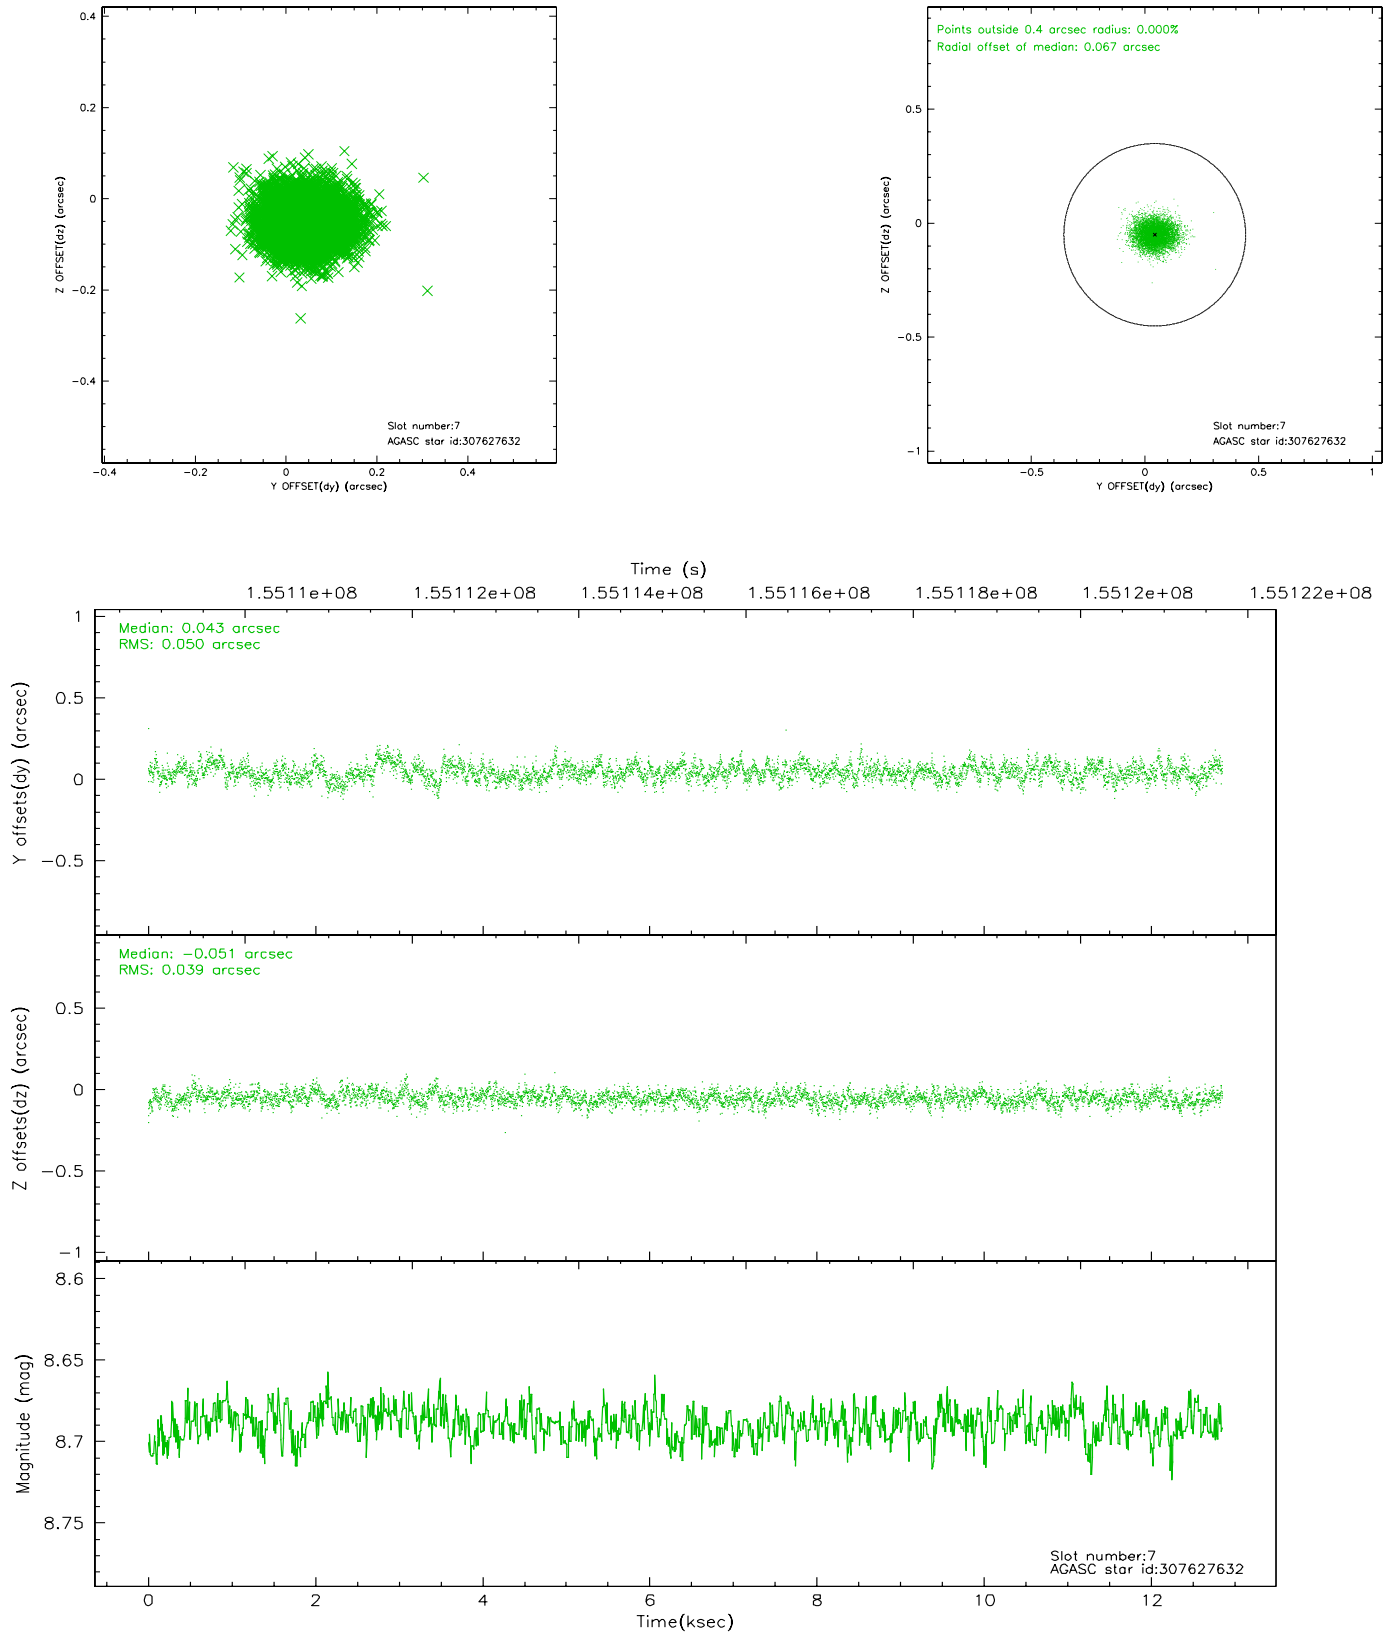 0.4
0.2
0
−0.2
−0.4
Z OFFSET(dz) (arcsec)
−0.4 −0.2 0 0.2 0.4
Y OFFSET(dy) (arcsec)
Slot number:7
AGASC star id:307627632
Points outside 0.4 arcsec radius: 0.000%
Radial offset of median: 0.067 arcsec
0.5
0
−0.5
−1
Z OFFSET(dz) (arcsec)
−0.5 0 0.5 1
Y OFFSET(dy) (arcsec)
Slot number:7
AGASC star id:307627632
Time (s)
1.5511e+08 1.55112e+08 1.55114e+08 1.55116e+08 1.55118e+08 1.5512e+08 1.55122e+08
Median: 0.043 arcsec
RMS: 0.050 arcsec
1
0.5
0
−0.5
Y offsets(dy) (arcsec)
Median: −0.051 arcsec
RMS: 0.039 arcsec
0.5
0
−0.5
−1
Z offsets(dz) (arcsec)
8.6
8.65
8.7
8.75
Magnitude (mag)
Slot number:7
AGASC star id:307627632
0 2 4 6 8 10 12
Time(ksec)